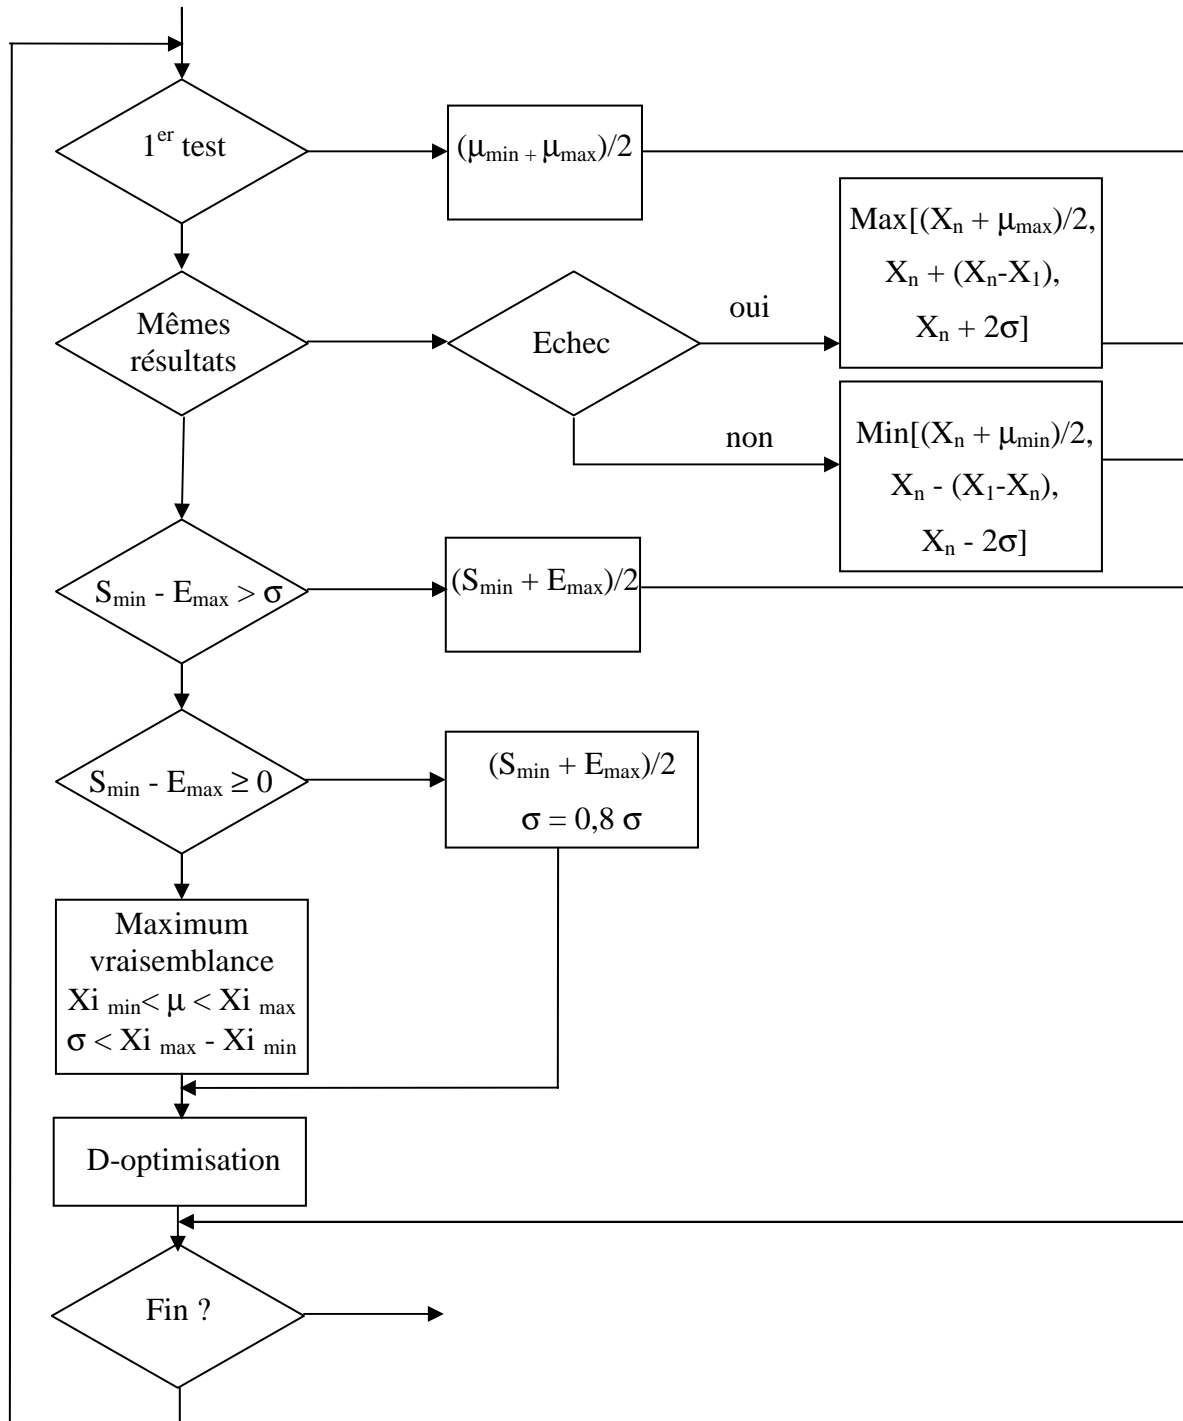 1er test
(μmin + μmax)/2
Max[(Xn + μmax)/2,
Xn + (Xn-X1),
Xn + 2σ]
Mêmes
résultats
Echec
oui
non
Min[(Xn + μmin)/2,
Xn - (X1-Xn),
Xn - 2σ]
Smin - Emax > σ
(Smin + Emax)/2
Smin - Emax ≥ 0
(Smin + Emax)/2
σ = 0,8 σ
Maximum
vraisemblance
Xi min< μ < Xi max
σ < Xi max - Xi min
D-optimisation
Fin ?